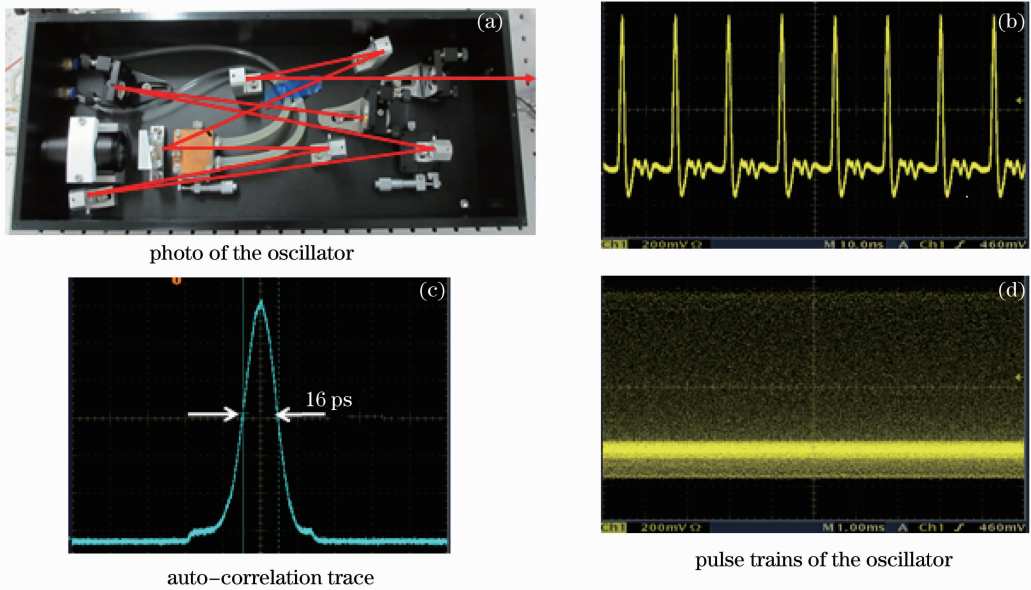 (a)
photo of the oscillator
(b)
Ch1 200mV Ω M 10.0ns A Ch1 ʃ 460mV
(c)
16 ps
auto-correlation trace
(d)
Ch1 200mV Ω M 1.00ms A Ch1 ʃ 460mV
pulse trains of the oscillator